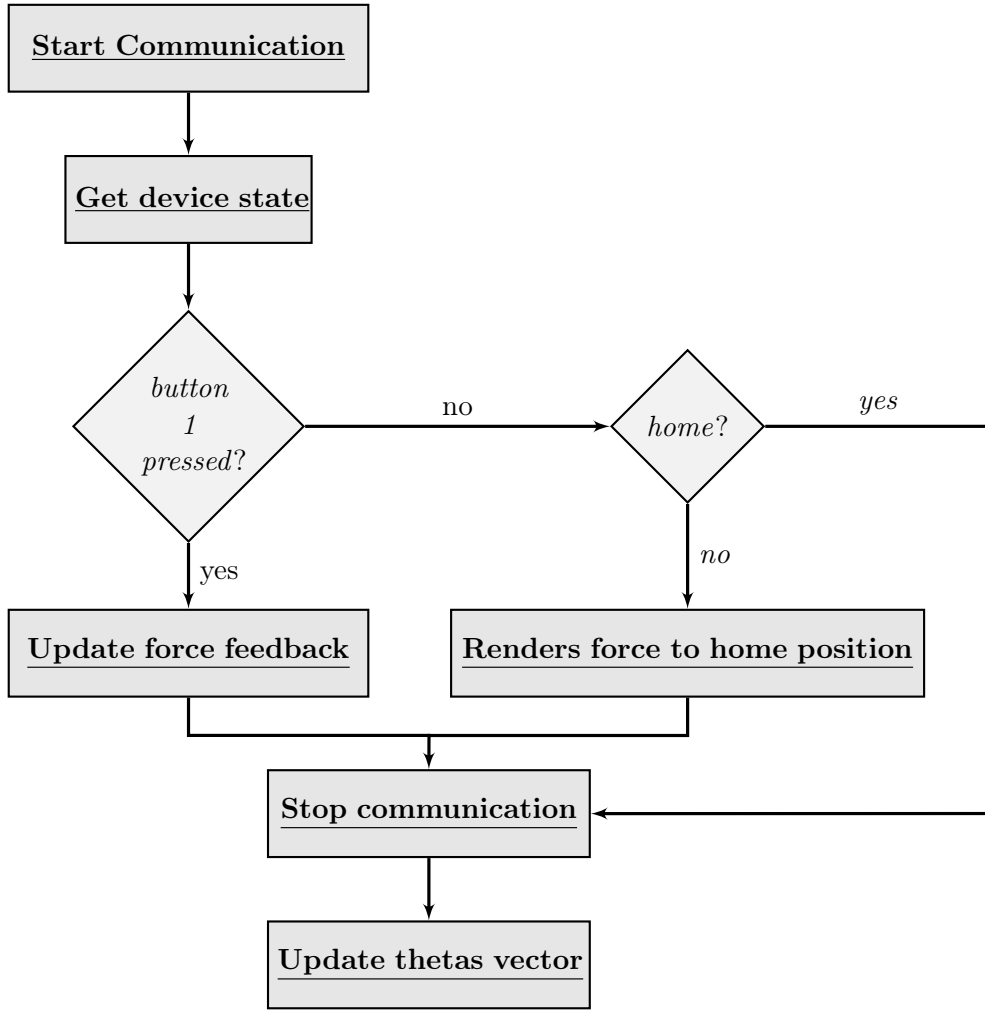 Start Communication
Get device state
button
1
pressed?
no
home?
yes
yes
no
Update force feedback
Renders force to home position
Stop communication
Update thetas vector